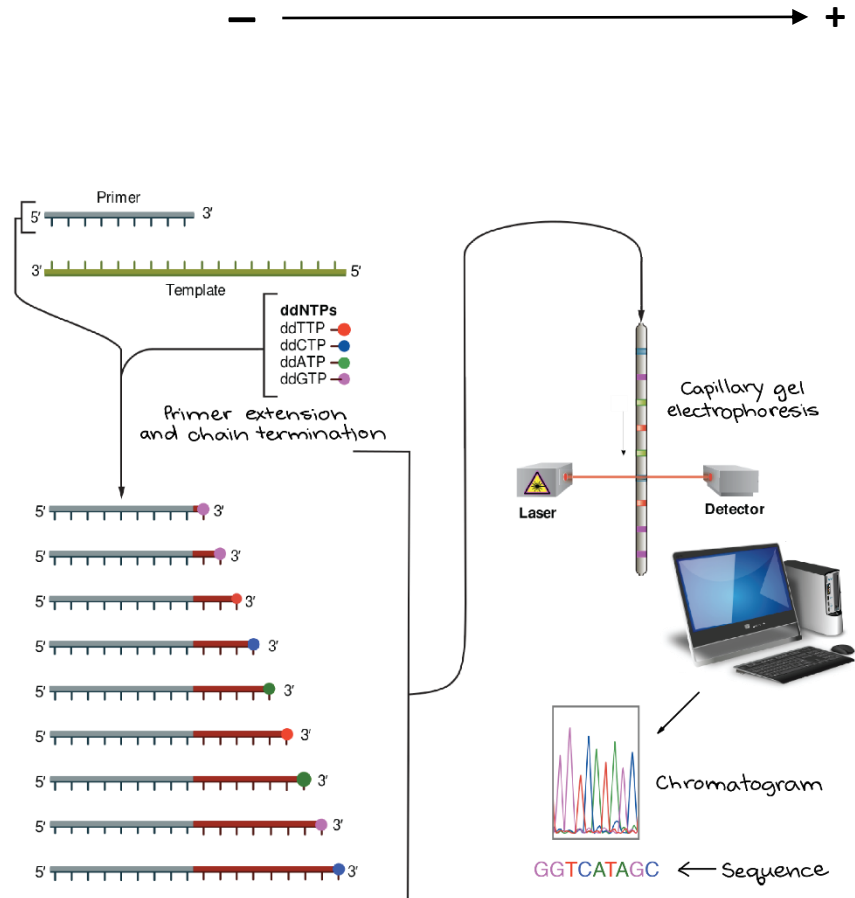 − +
Primer
5′ 3′
3′ 5′
Template
ddNTPs
ddTTP
ddCTP
ddATP
ddGTP
Primer extension
and chain termination
5′ 3′
5′ 3′
5′ 3′
5′ 3′
5′ 3′
5′ 3′
5′ 3′
5′ 3′
5′ 3′
Capillary gel
electrophoresis
Laser
Detector
Chromatogram
GGTCATAGC
Sequence